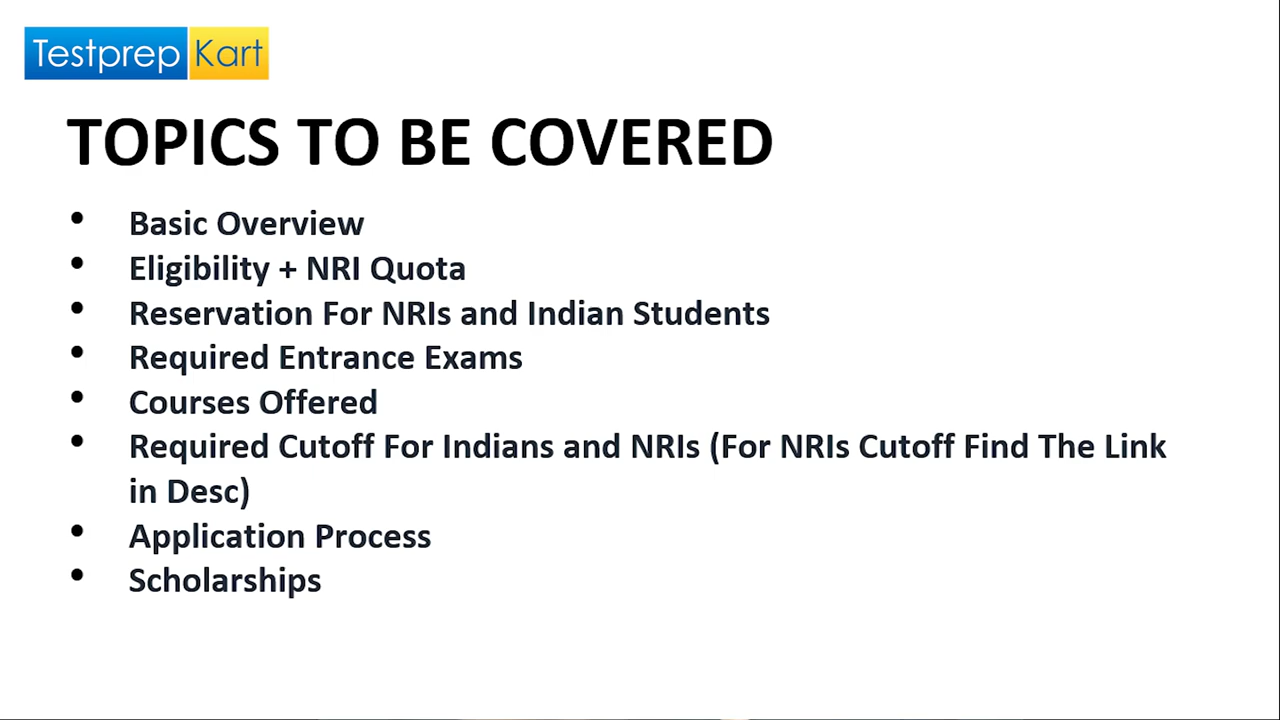 Testprep Kart
TOPICS TO BE COVERED
• Basic Overview
• Eligibility + NRI Quota
• Reservation For NRIs and Indian Students
• Required Entrance Exams
• Courses Offered
• Required Cutoff For Indians and NRIs (For NRIs Cutoff Find The Link
in Desc)
• Application Process
• Scholarships